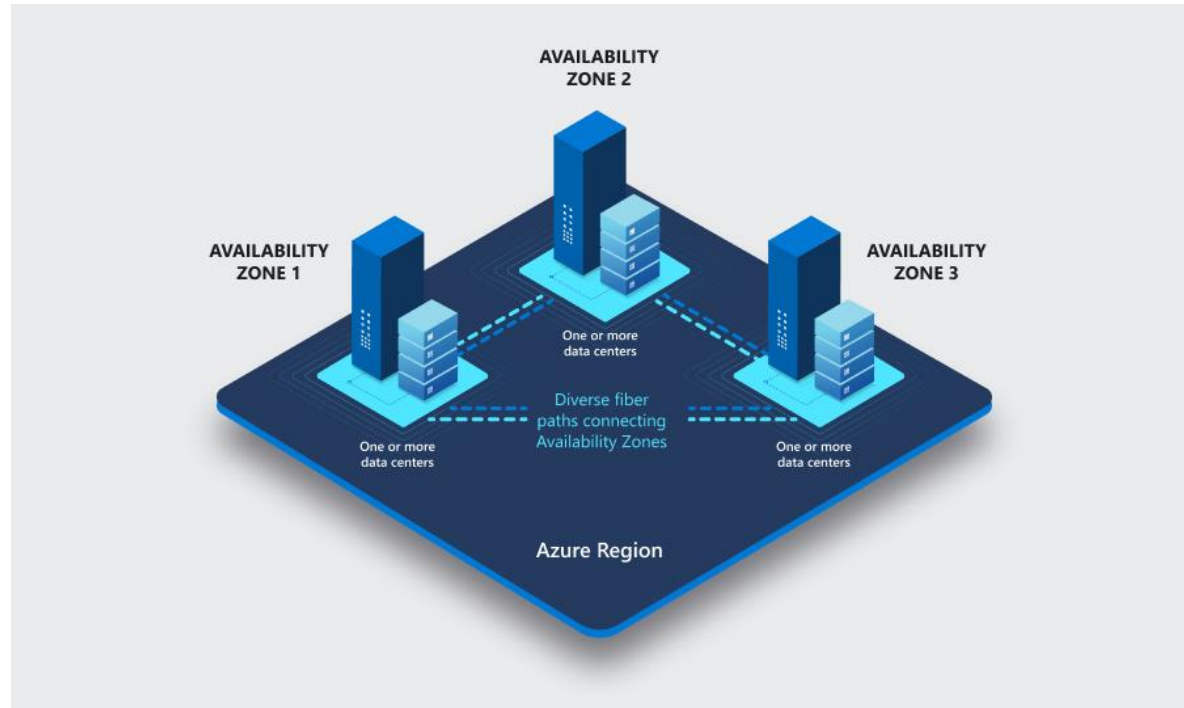 AVAILABILITY
ZONE 2
AVAILABILITY
ZONE 1
AVAILABILITY
ZONE 3
One or more
data centers
Diverse fiber
paths connecting
Availability Zones
One or more
data centers
One or more
data centers
Azure Region